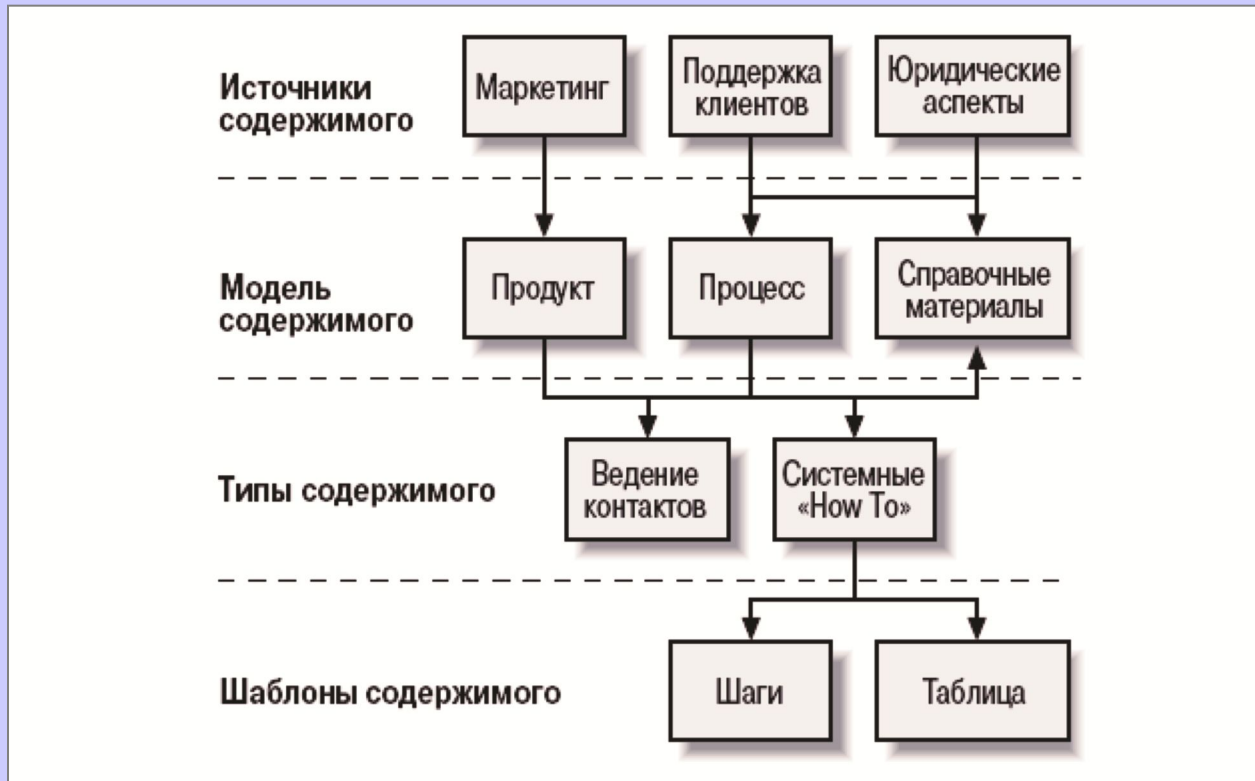 Источники
содержимого
Маркетинг
Поддержка
клиентов
Юридические
аспекты
Модель
содержимого
Продукт
Процесс
Справочные
материалы
Типы содержимого
Ведение
контактов
Системные
«How To»
Шаблоны содержимого
Шаги
Таблица